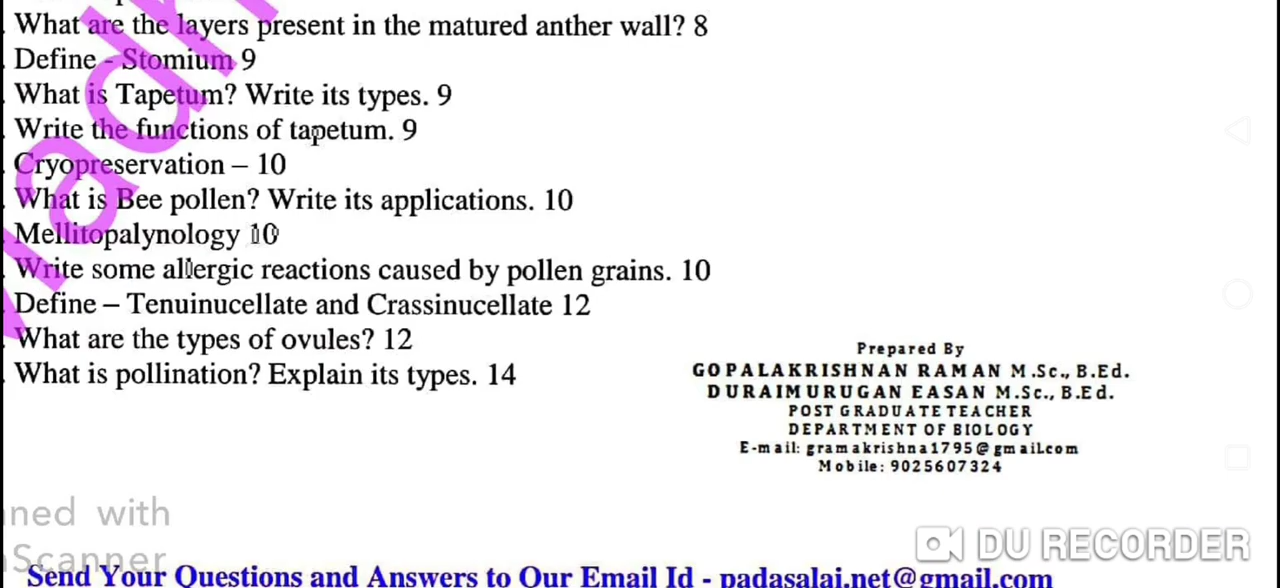 What are the layers present in the matured anther wall? 8
Define - Stomium 9
What is Tapetum? Write its types. 9
Write the functions of tapetum. 9
Cryopreservation – 10
What is Bee pollen? Write its applications. 10
Mellitopalynology 10
Write some allergic reactions caused by pollen grains. 10
Define – Tenuinucellate and Crassinucellate 12
What are the types of ovules? 12
What is pollination? Explain its types. 14
Prepared By
GOPALAKRISHNAN RAMAN M.Sc., B.Ed.
DURAIMURUGAN EASAN M.Sc., B.Ed.
POST GRADUATE TEACHER
DEPARTMENT OF BIOLOGY
E-mail: gramakrishna1795@gmail.com
Mobile: 9025607324
ned with
Scanner
DU RECORDER
Send Your Questions and Answers to Our Email Id - padasalai.net@gmail.com